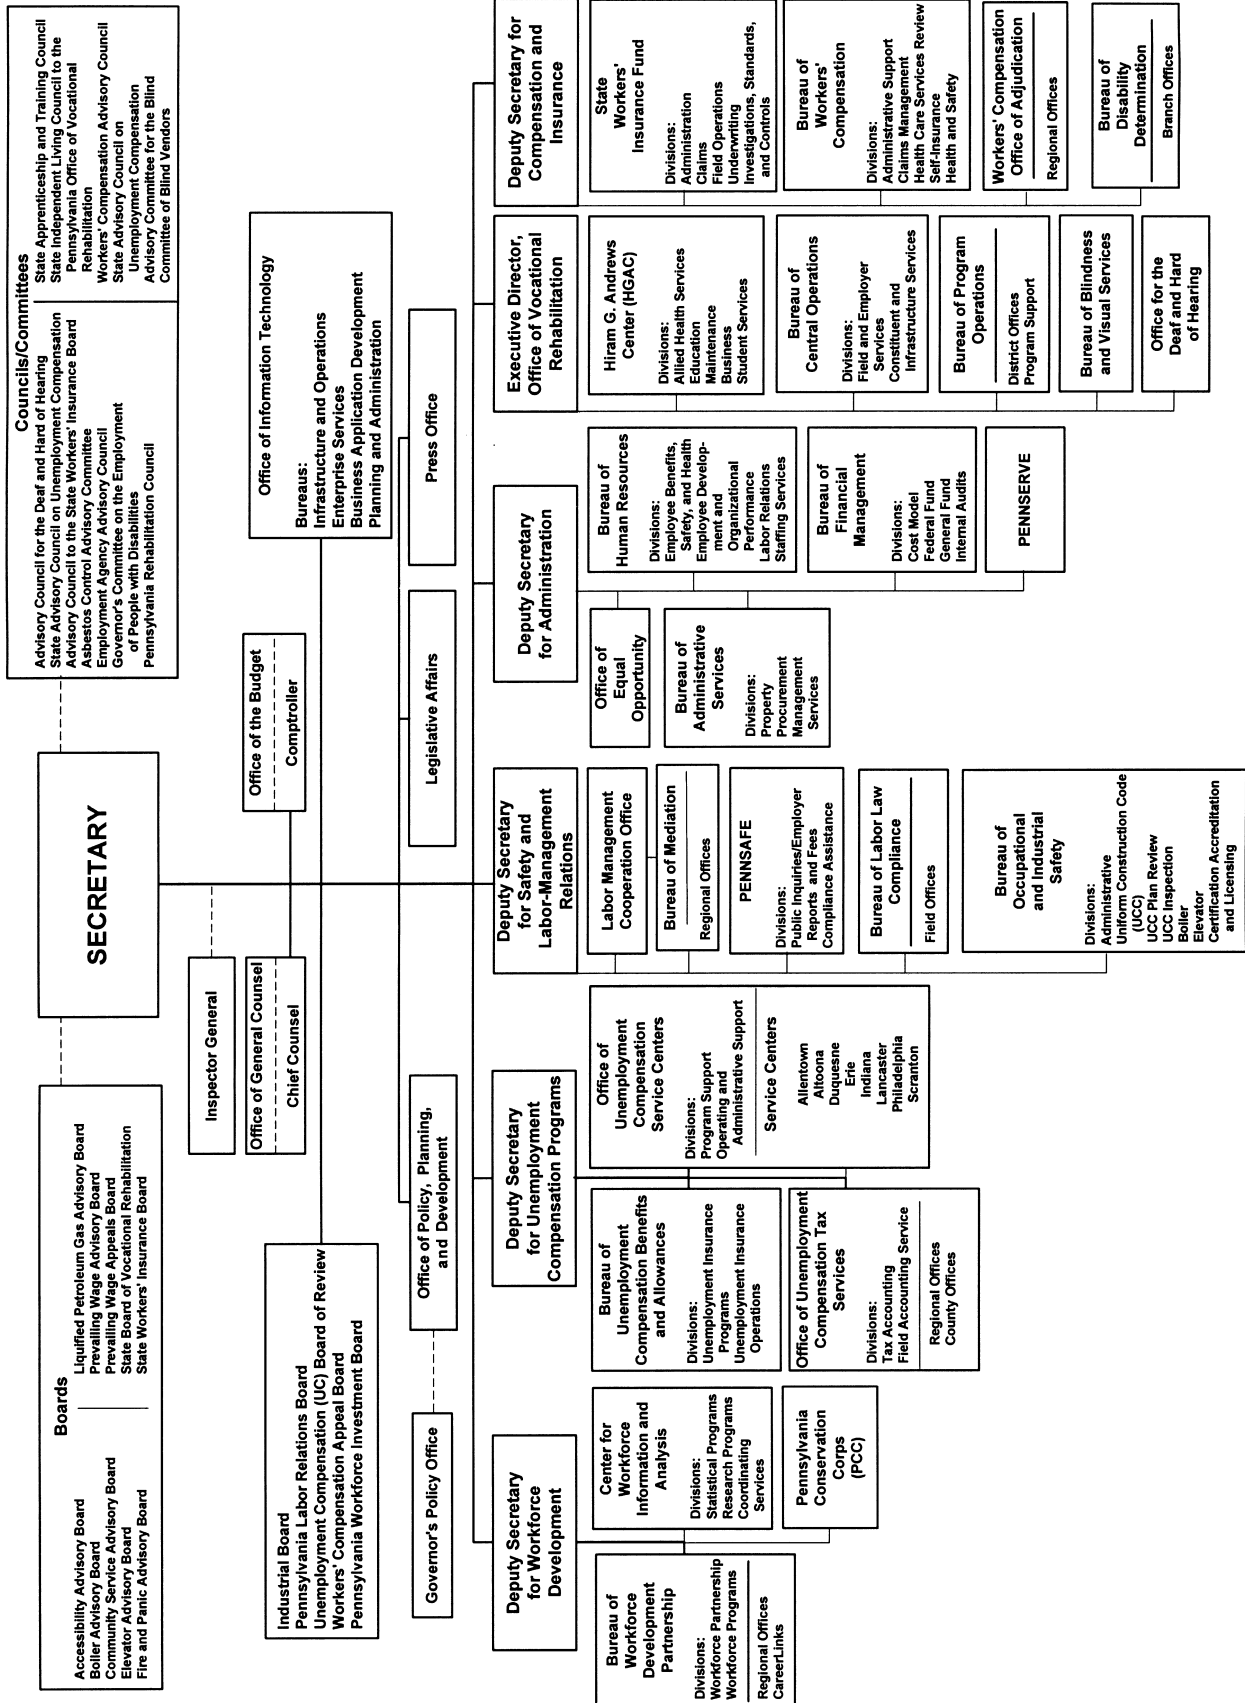 SECRETARY
Boards
Accessibility Advisory Board
Boiler Advisory Board
Community Service Advisory Board
Elevator Advisory Board
Fire and Panic Advisory Board
Liquified Petroleum Gas Advisory Board
Prevailing Wage Advisory Board
Prevailing Wage Appeals Board
State Board of Vocational Rehabilitation
State Workers' Insurance Board
Councils/Committees
Advisory Council for the Deaf and Hard of Hearing
State Advisory Council on Unemployment Compensation
Advisory Council to the State Workers' Insurance Board
Asbestos Control Advisory Committee
Employment Agency Advisory Council
Governor's Committee on the Employment
of People with Disabilities
Pennsylvania Rehabilitation Council
State Apprenticeship and Training Council
State Independent Living Council to the
Pennsylvania Office of Vocational
Rehabilitation
Workers' Compensation Advisory Council
State Advisory Council on
Unemployment Compensation
Advisory Committee for the Blind
Committee of Blind Vendors
Inspector General
Office of General Counsel
Chief Counsel
Office of the Budget
Comptroller
Industrial Board
Pennsylvania Labor Relations Board
Unemployment Compensation (UC) Board of Review
Workers' Compensation Appeal Board
Pennsylvania Workforce Investment Board
Office of Information Technology
Bureaus:
Infrastructure and Operations
Enterprise Services
Business Application Development
Planning and Administration
Governor's Policy Office
Office of Policy, Planning,
and Development
Legislative Affairs
Press Office
Deputy Secretary
for Workforce
Development
Bureau of
Workforce
Development
Partnership
Divisions:
Workforce Partnership
Workforce Programs
Regional Offices
CareerLinks
Center for
Workforce
Information and
Analysis
Divisions:
Statistical Programs
Research Programs
Coordinating
Services
Pennsylvania
Conservation
Corps
(PCC)
Deputy Secretary
for Unemployment
Compensation Programs
Bureau of
Unemployment
Compensation Benefits
and Allowances
Divisions:
Unemployment Insurance
Programs
Unemployment Insurance
Operations
Office of Unemployment
Compensation Tax
Services
Divisions:
Tax Accounting
Field Accounting Service
Regional Offices
County Offices
Office of
Unemployment
Compensation
Service Centers
Divisions:
Program Support
Operating and
Administrative Support
Service Centers
Allentown
Altoona
Duquesne
Erie
Indiana
Lancaster
Philadelphia
Scranton
Deputy Secretary
for Safety and
Labor-Management
Relations
Labor Management
Cooperation Office
Bureau of Mediation
Regional Offices
PENNSAFE
Divisions:
Public Inquiries/Employer
Reports and Fees
Compliance Assistance
Bureau of Labor Law
Compliance
Field Offices
Bureau of
Occupational
and Industrial
Safety
Divisions:
Administrative
Uniform Construction Code
(UCC)
UCC Plan Review
UCC Inspection
Boiler
Elevator
Certification Accreditation
and Licensing
Deputy Secretary
for Administration
Office of
Equal
Opportunity
Bureau of
Administrative
Services
Divisions:
Property
Procurement
Management
Services
Bureau of
Human Resources
Divisions:
Employee Benefits,
Safety, and Health
Employee Develop-
ment and
Organizational
Performance
Labor Relations
Staffing Services
Bureau of
Financial
Management
Divisions:
Cost Model
Federal Fund
General Fund
Internal Audits
PENNSERVE
Executive Director,
Office of Vocational
Rehabilitation
Hiram G. Andrews
Center (HGAC)
Divisions:
Allied Health Services
Education
Maintenance
Business
Student Services
Bureau of
Central Operations
Divisions:
Field and Employer
Services
Constituent and
Infrastructure Services
Bureau of Program
Operations
District Offices
Program Support
Bureau of Blindness
and Visual Services
Office for the
Deaf and Hard
of Hearing
Deputy Secretary for
Compensation and
Insurance
State
Workers'
Insurance Fund
Divisions:
Administration
Claims
Field Operations
Underwriting
Investigations, Standards,
and Controls
Bureau of
Workers'
Compensation
Divisions:
Administrative Support
Claims Management
Health Care Services Review
Self-Insurance
Health and Safety
Workers' Compensation
Office of Adjudication
Regional Offices
Bureau of
Disability
Determination
Branch Offices